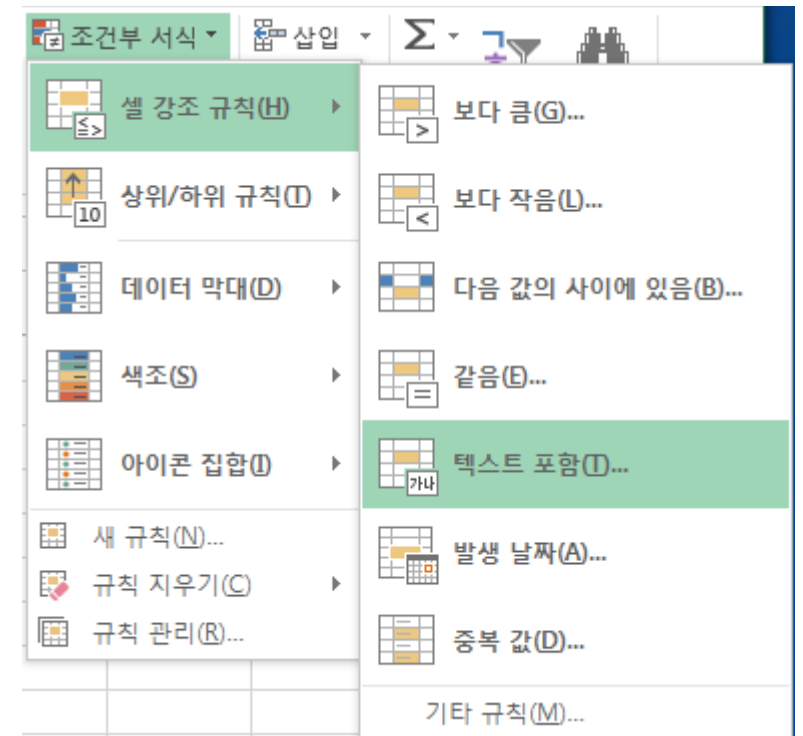 조건부 서식 삽입 Σ
셀 강조 규칙(H)
상위/하위 규칙(T)
10
데이터 막대(D)
색조(S)
아이콘 집합(I)
새 규칙(N)...
규칙 지우기(C)
규칙 관리(R)...
보다 큼(G)...
보다 작음(L)...
다음 값의 사이에 있음(B)...
같음(E)...
텍스트 포함(T)...
가나
발생 날짜(A)...
중복 값(D)...
기타 규칙(M)...